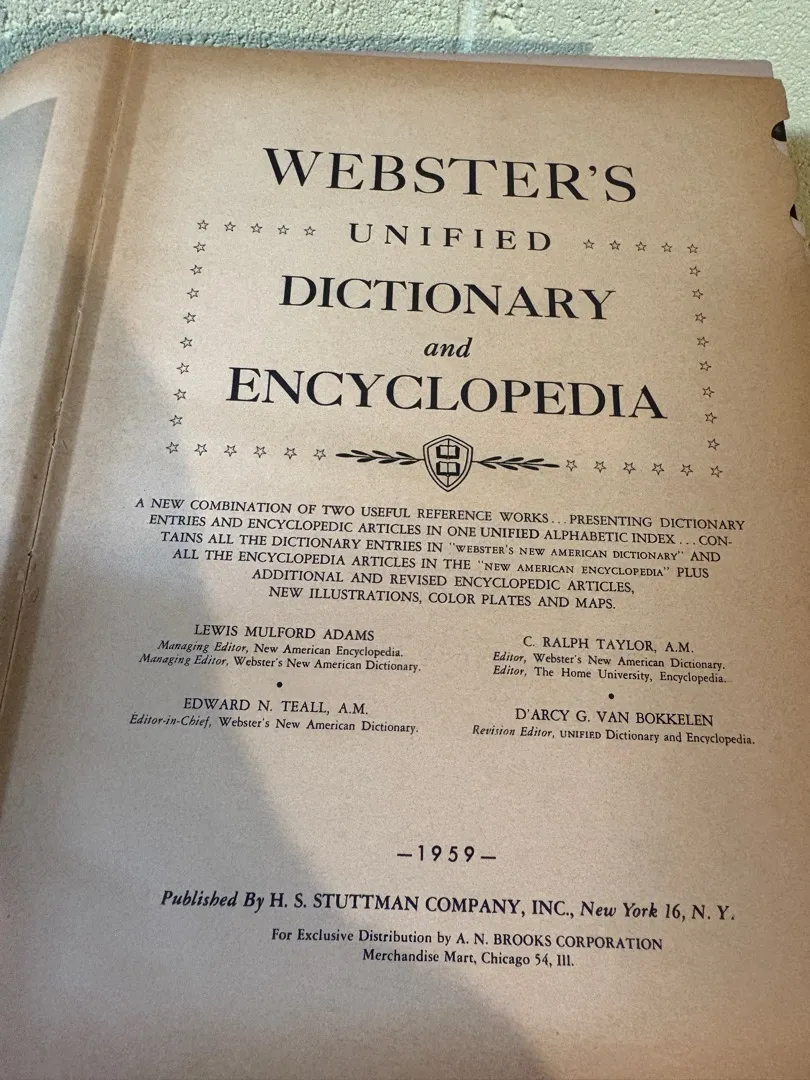 WEBSTER'S
UNIFIED
DICTIONARY
and
ENCYCLOPEDIA
A NEW COMBINATION OF TWO USEFUL REFERENCE WORKS...PRESENTING DICTIONARY
ENTRIES AND ENCYCLOPEDIC ARTICLES IN ONE UNIFIED ALPHABETIC INDEX...CON-
TAINS ALL THE DICTIONARY ENTRIES IN "WEBSTER'S NEW AMERICAN DICTIONARY" AND
ALL THE ENCYCLOPEDIA ARTICLES IN THE "NEW AMERICAN ENCYCLOPEDIA" PLUS
ADDITIONAL AND REVISED ENCYCLOPEDIC ARTICLES,
NEW ILLUSTRATIONS, COLOR PLATES AND MAPS.
LEWIS MULFORD ADAMS
Managing Editor, New American Encyclopedia.
Managing Editor, Webster's New American Dictionary.
EDWARD N. TEALL, A.M.
Editor-in-Chief, Webster's New American Dictionary.
C. RALPH TAYLOR, A.M.
Editor, Webster's New American Dictionary.
Editor, The Home University, Encyclopedia.
D'ARCY G. VAN BOKKELEN
Revision Editor, UNIFIED Dictionary and Encyclopedia.
—1959—
Published By H. S. STUTTMAN COMPANY, INC., New York 16, N. Y.
For Exclusive Distribution by A. N. BROOKS CORPORATION
Merchandise Mart, Chicago 54, Ill.